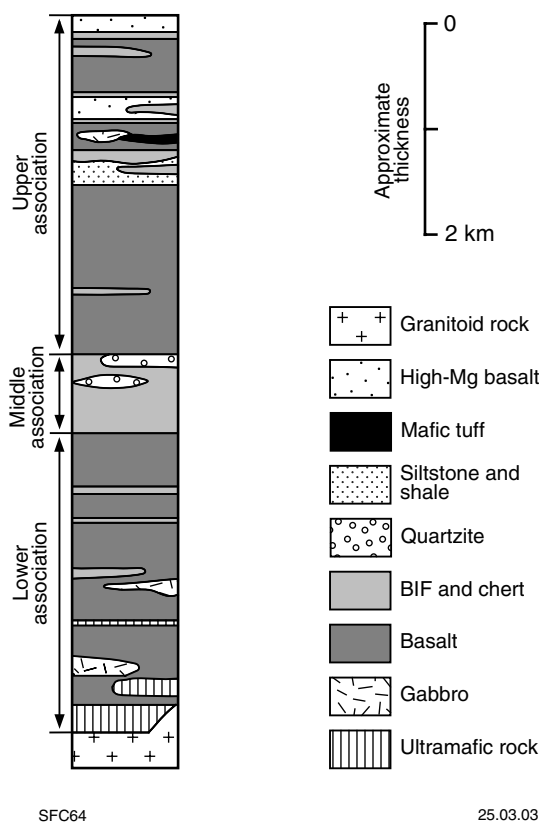 Upper
association
Middle
association
Lower
association
0
Approximate
thickness
2 km
Granitoid rock
High-Mg basalt
Mafic tuff
Siltstone and
shale
Quartzite
BIF and chert
Basalt
Gabbro
Ultramafic rock
SFC64
25.03.03